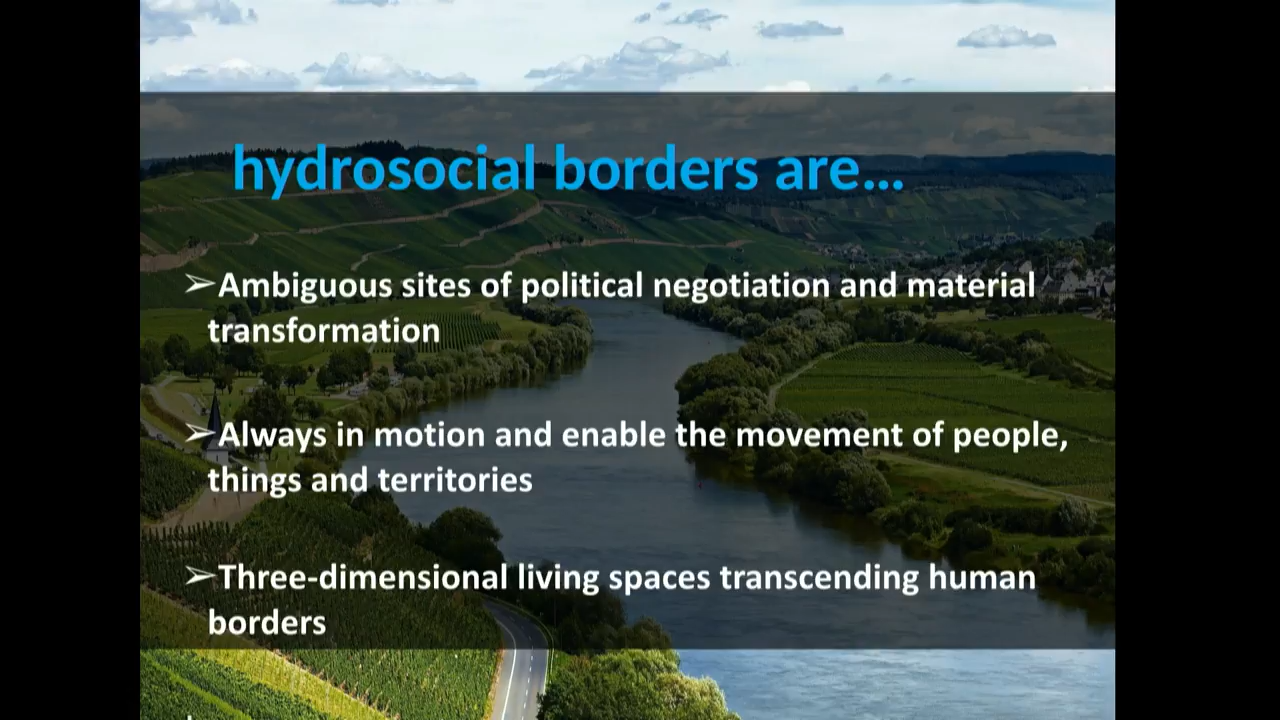 hydrosocial borders are...
➢Ambiguous sites of political negotiation and material
transformation
➢Always in motion and enable the movement of people,
things and territories
➢Three-dimensional living spaces transcending human
borders